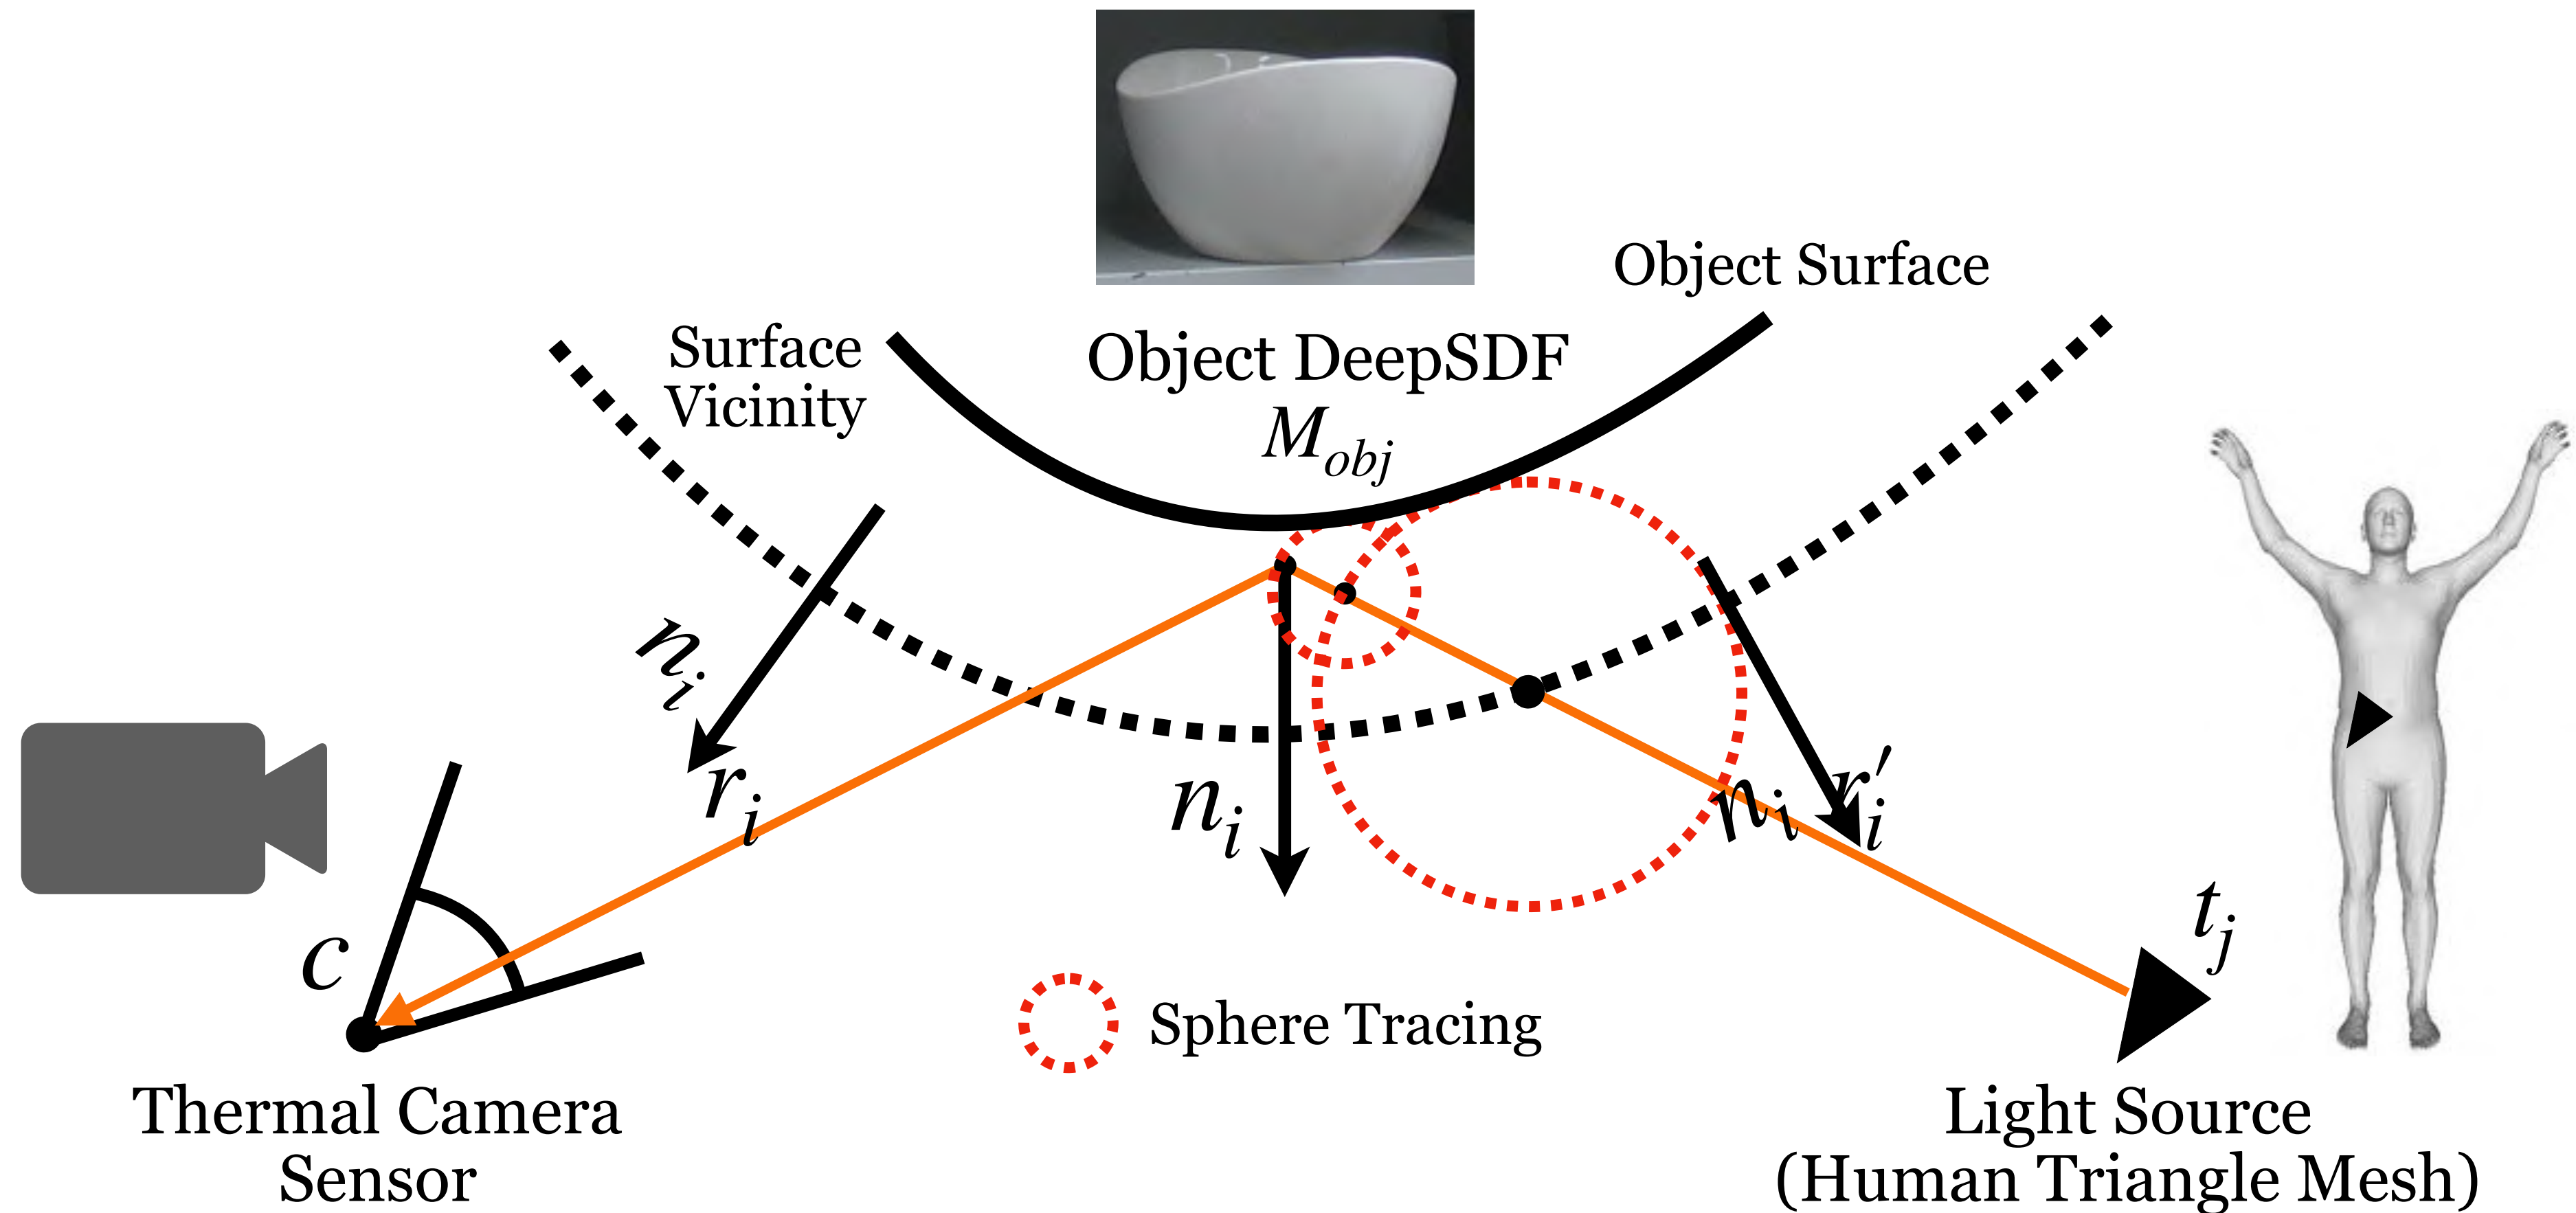 Object Surface
Surface
Vicinity
Object DeepSDF
M_obj
n_i
r_i
n_i
n_i
r'_i
t_j
c
Sphere Tracing
Thermal Camera
Sensor
Light Source
(Human Triangle Mesh)